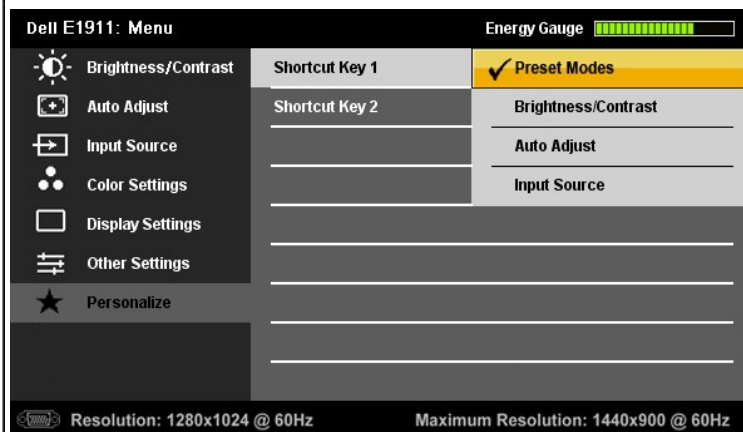 Dell E1911: Menu Energy Gauge
Brightness/Contrast Shortcut Key 1 Preset Modes
Auto Adjust Shortcut Key 2 Brightness/Contrast
Input Source Auto Adjust
Color Settings Input Source
Display Settings
Other Settings
Personalize
Resolution: 1280x1024 @ 60Hz Maximum Resolution: 1440x900 @ 60Hz